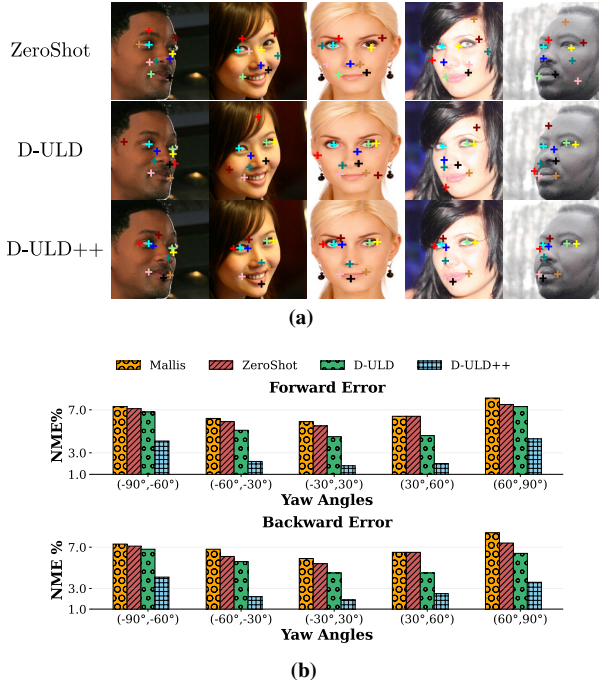 ZeroShot
D-ULD
D-ULD++
(a)
Mallis ZeroShot D-ULD D-ULD++
Forward Error
NME%
7.0
3.0
1.0
(-90°,-60°) (-60°,-30°) (-30°,30°) (30°,60°) (60°,90°)
Yaw Angles
Backward Error
NME %
7.0
3.0
1.0
(-90°,-60°) (-60°,-30°) (-30°,30°) (30°,60°) (60°,90°)
Yaw Angles
(b)